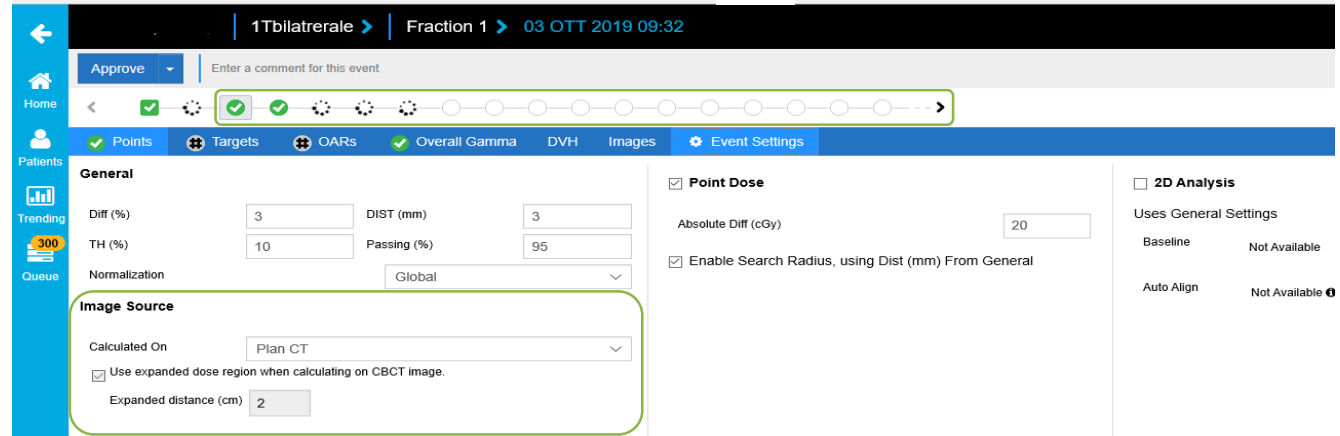 1Tbilatrerale
Fraction 1
03 OTT 2019 09:32
Approve
Enter a comment for this event
Home
Patients
Trending
300
Queue
Points
Targets
OARs
Overall Gamma
DVH
Images
Event Settings
General
Diff (%)
3
DIST (mm)
3
TH (%)
10
Passing (%)
95
Normalization
Global
Image Source
Calculated On
Plan CT
Use expanded dose region when calculating on CBCT image.
Expanded distance (cm)
2
Point Dose
Absolute Diff (cGy)
20
Enable Search Radius, using Dist (mm) From General
2D Analysis
Uses General Settings
Baseline
Not Available
Auto Align
Not Available